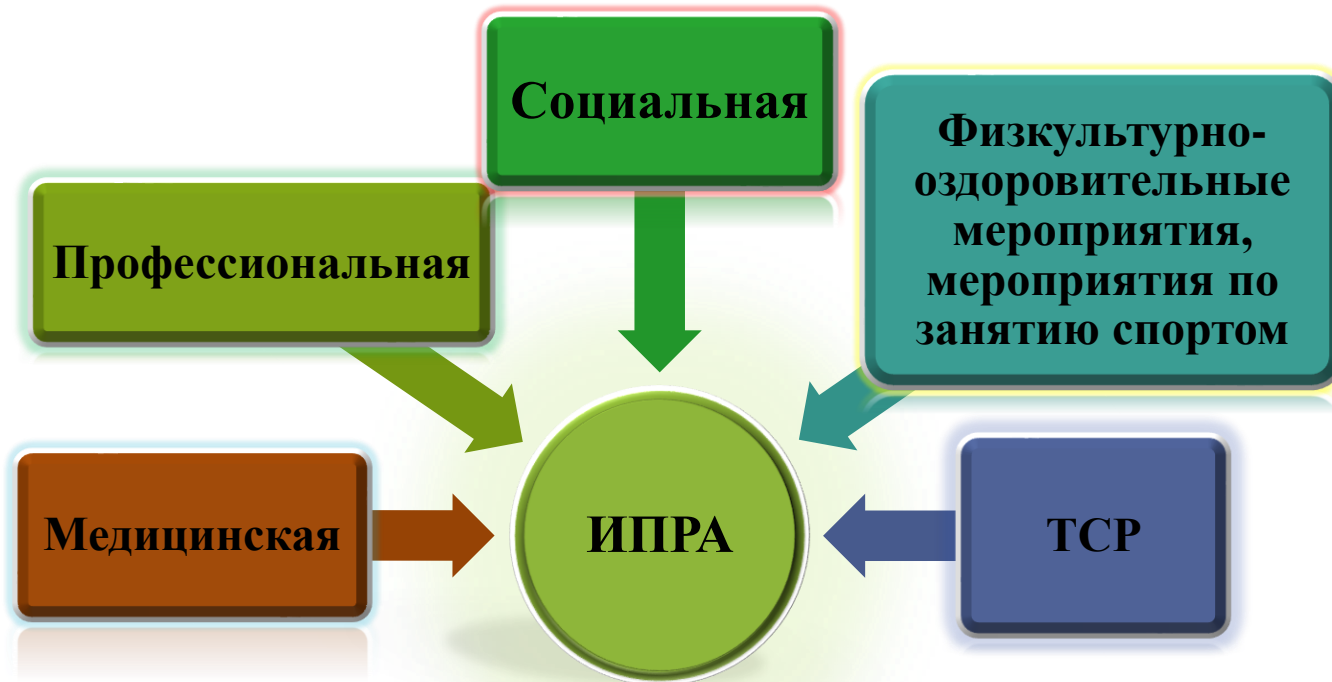 Социальная
Физкультурно-
оздоровительные
мероприятия,
мероприятия по
занятию спортом
Профессиональная
Медицинская
ИПРА
ТСР